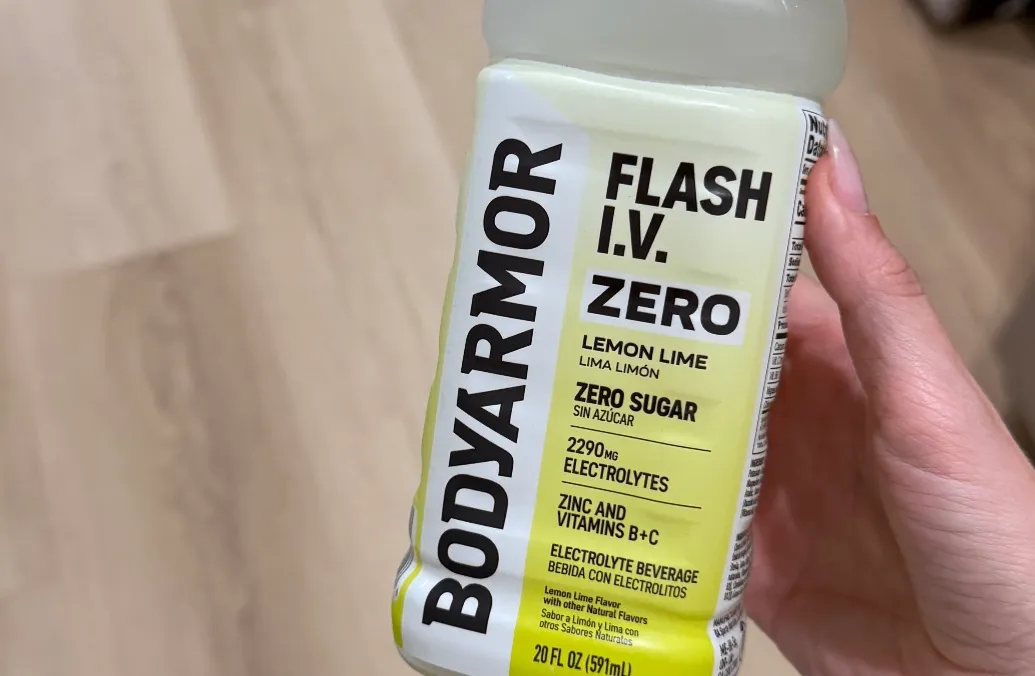 BODYARMOR
FLASH
I.V.
ZERO
LEMON LIME
LIMA LIMÓN
ZERO SUGAR
SIN AZÚCAR
2290MG
ELECTROLYTES
ZINC AND
VITAMINS B+C
ELECTROLYTE BEVERAGE
BEBIDA CON ELECTROLITOS
Lemon Lime Flavor
with other Natural Flavors
Sabor a Limón y Lima con
otros Sabores Naturales
20 FL OZ (591mL)